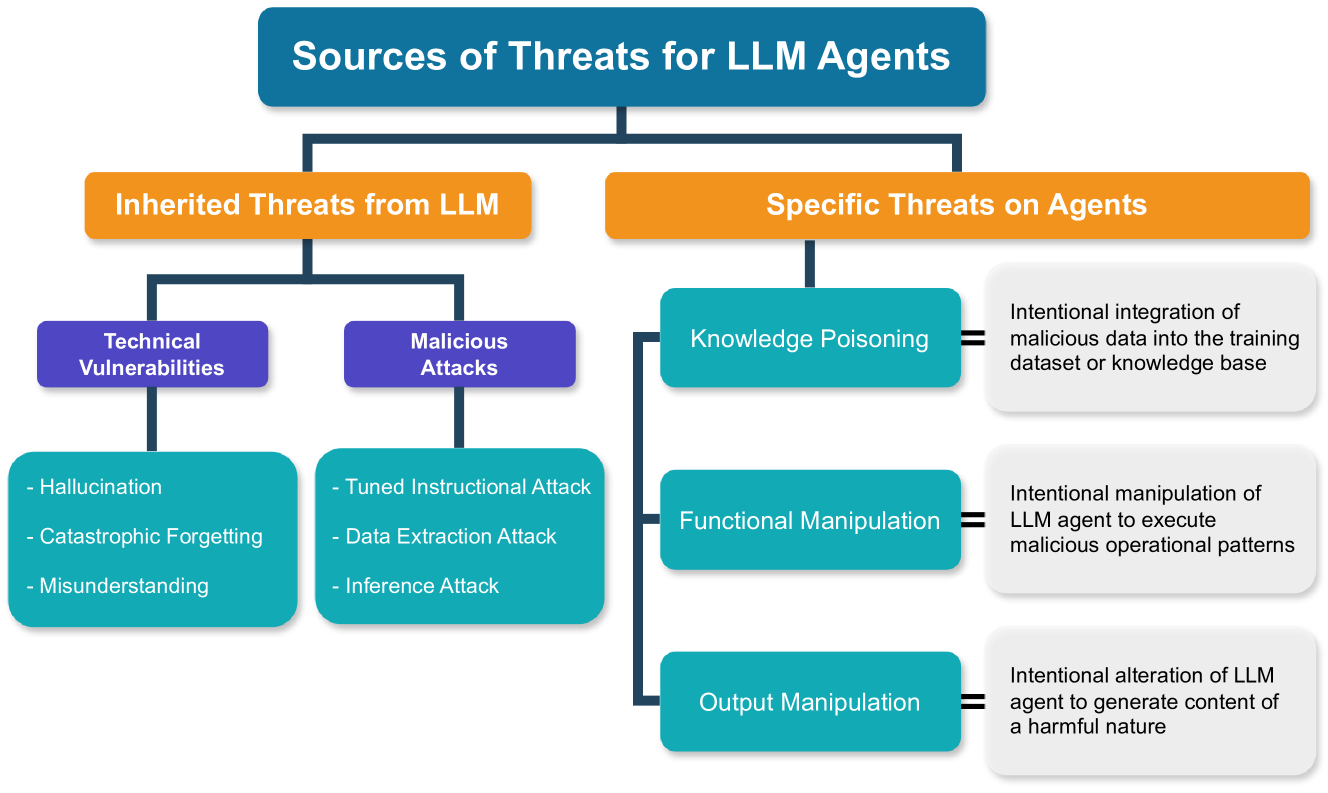 Sources of Threats for LLM Agents
Inherited Threats from LLM
Technical
Vulnerabilities
- Hallucination
- Catastrophic Forgetting
- Misunderstanding
Malicious
Attacks
- Tuned Instructional Attack
- Data Extraction Attack
- Inference Attack
Specific Threats on Agents
Knowledge Poisoning
Intentional integration of
malicious data into the training
dataset or knowledge base
Functional Manipulation
Intentional manipulation of
LLM agent to execute
malicious operational patterns
Output Manipulation
Intentional alteration of LLM
agent to generate content of
a harmful nature